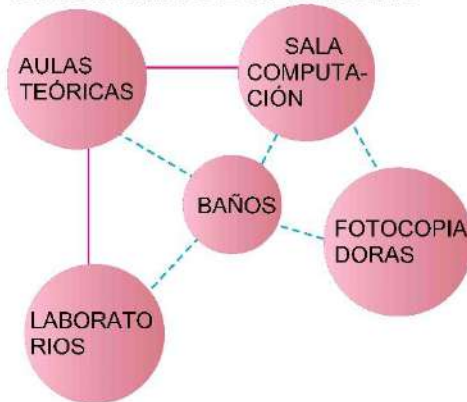 AULAS
TEÓRICAS
SALA
COMPUTA-
CIÓN
BAÑOS
FOTOCOPIA
DORAS
LABORATO
RIOS